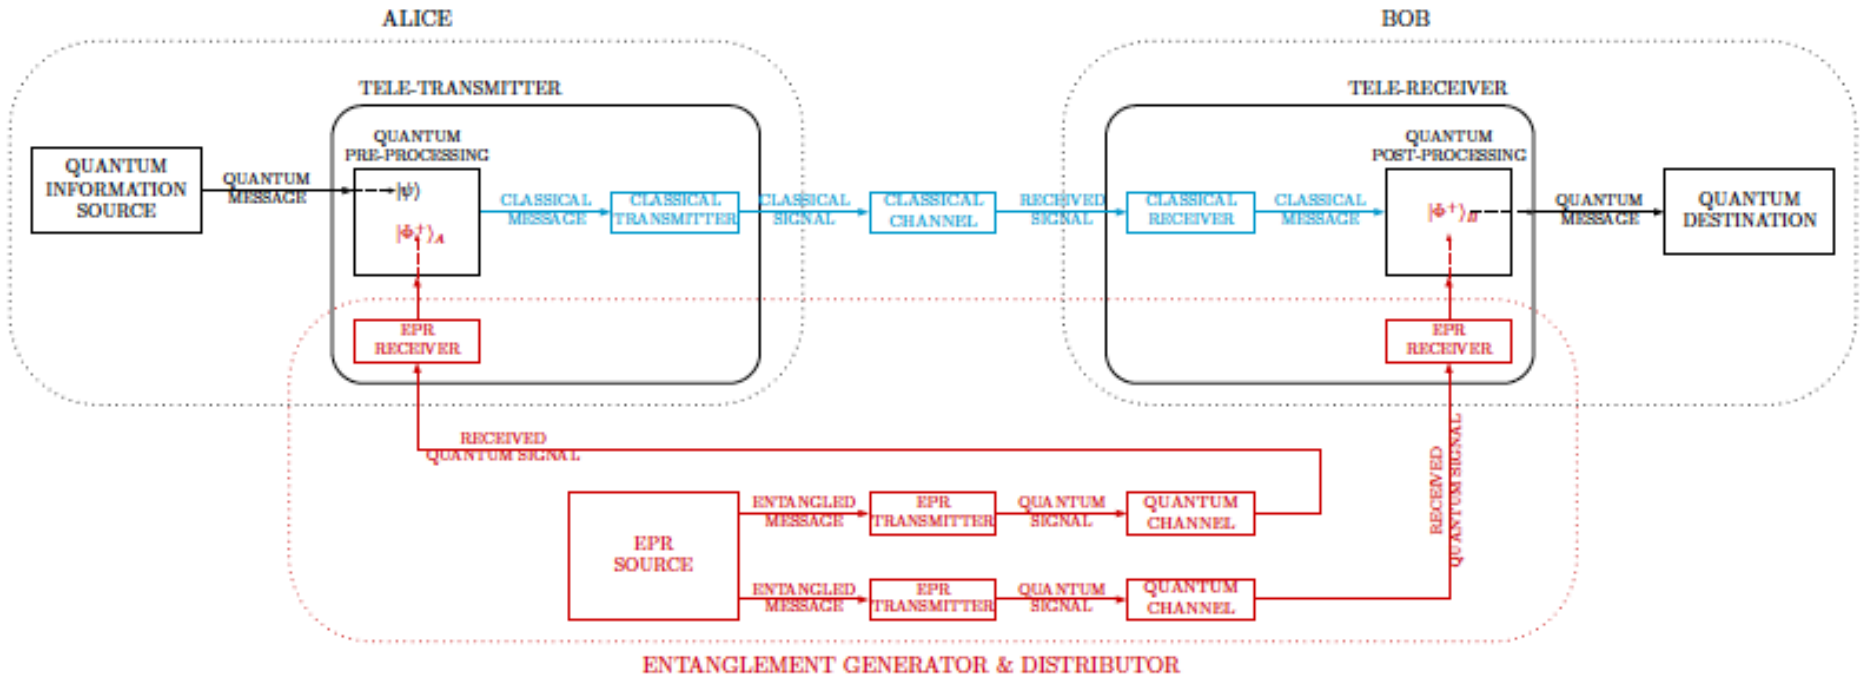 ALICE
BOB
TELE-TRANSMITTER
TELE-RECEIVER
QUANTUM
PRE-PROCESSING
QUANTUM
POST-PROCESSING
QUANTUM
INFORMATION
SOURCE
QUANTUM
MESSAGE
|ψ⟩
|Φ⁺⟩A
CLASSICAL
MESSAGE
CLASSICAL
TRANSMITTER
CLASSICAL
SIGNAL
CLASSICAL
CHANNEL
RECEIVED
SIGNAL
CLASSICAL
RECEIVER
CLASSICAL
MESSAGE
|Φ⁺⟩B
QUANTUM
MESSAGE
QUANTUM
DESTINATION
EPR
RECEIVER
EPR
RECEIVER
RECEIVED
QUANTUM SIGNAL
RECEIVED
QUANTUM SIGNAL
EPR
SOURCE
ENTANGLED
MESSAGE
EPR
TRANSMITTER
QUANTUM
SIGNAL
QUANTUM
CHANNEL
ENTANGLED
MESSAGE
EPR
TRANSMITTER
QUANTUM
SIGNAL
QUANTUM
CHANNEL
ENTANGLEMENT GENERATOR & DISTRIBUTOR